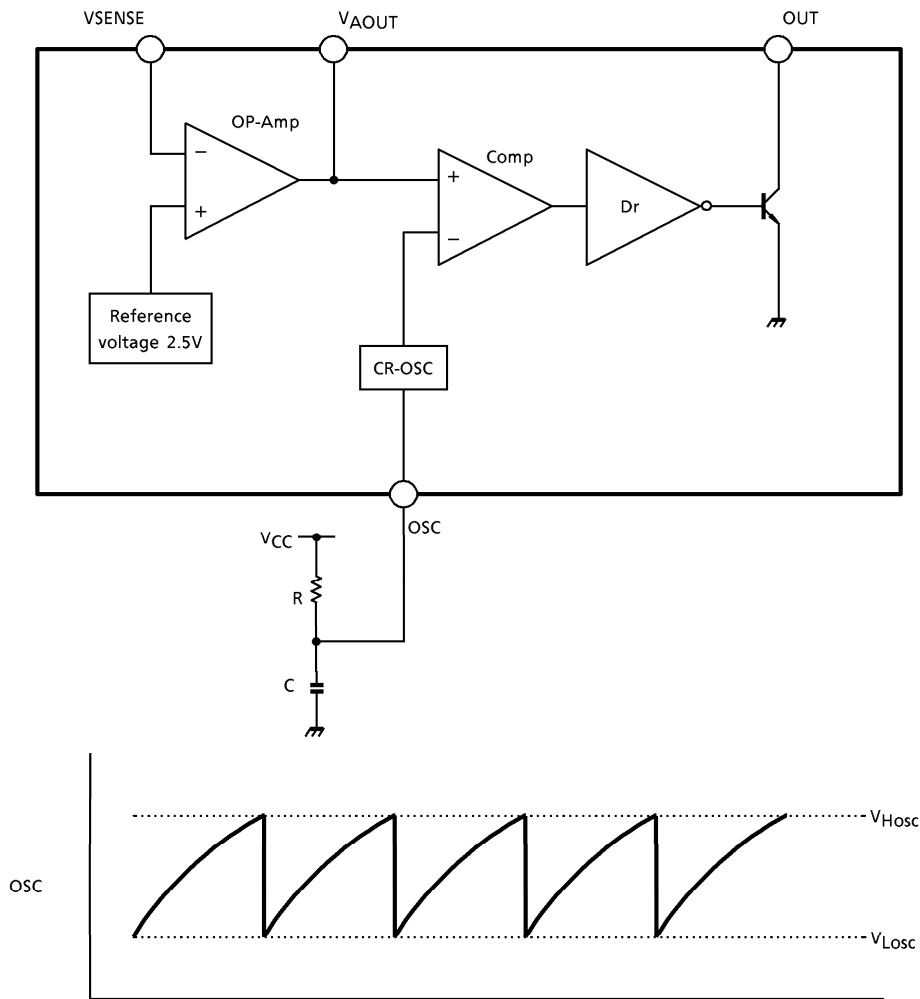 VSENSE
VAOUT
OUT
OP-Amp
−
+
Reference
voltage 2.5V
Comp
+
−
Dr
CR-OSC
OSC
VCC
R
C
OSC
VHosc
VLosc